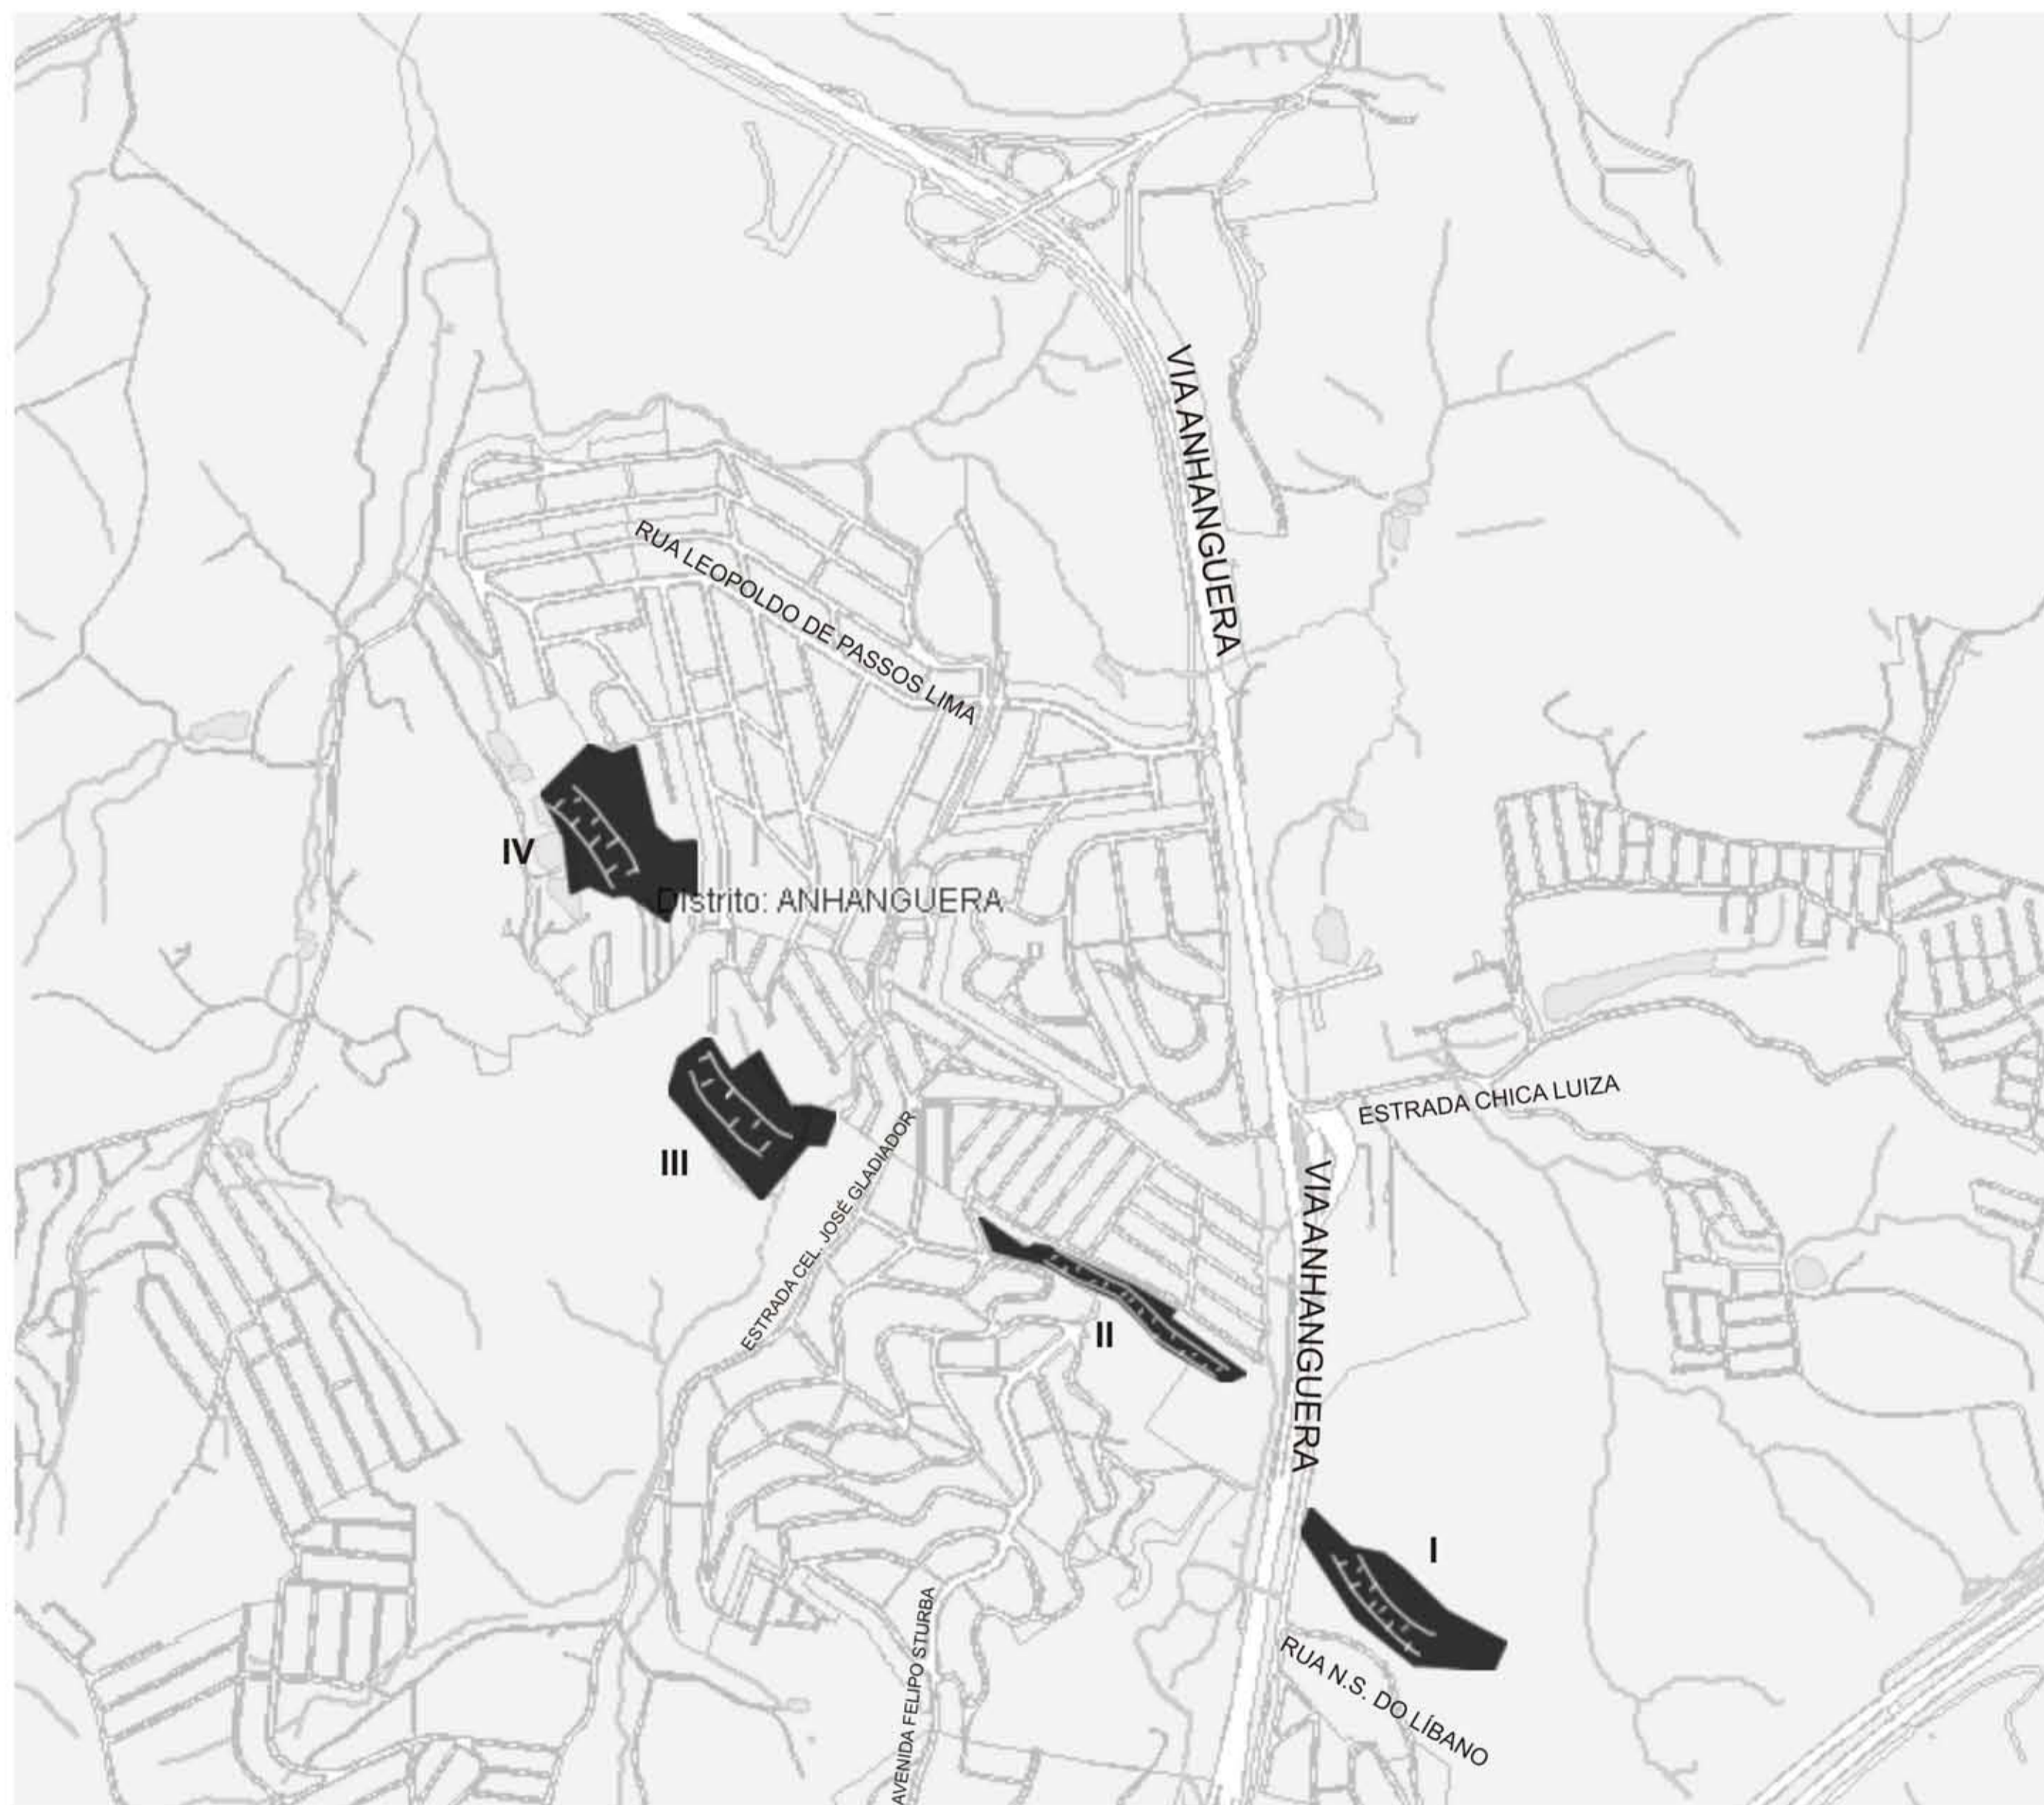 VIA ANHANGUERA
RUA LEOPOLDO DE PASSOS LIMA
IV
Distrito: ANHANGUERA
ESTRADA CHICA LUIZA
III
ESTRADA CEL. JOSÉ GLADIADOR
VIA ANHANGUERA
II
I
AVENIDA FELIPO STURBA
RUA N.S. DO LÍBANO